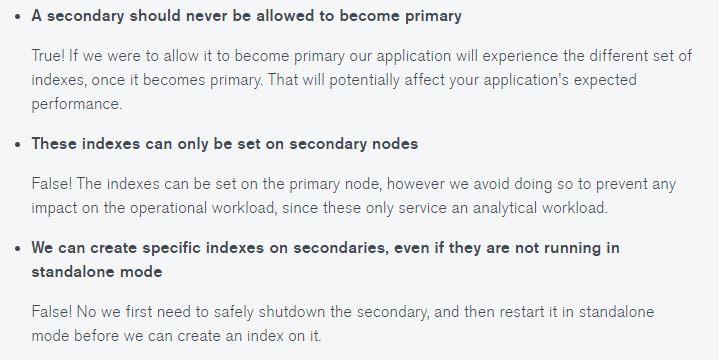 • A secondary should never be allowed to become primary
True! If we were to allow it to become primary our application will experience the different set of
indexes, once it becomes primary. That will potentially affect your application's expected
performance.
• These indexes can only be set on secondary nodes
False! The indexes can be set on the primary node, however we avoid doing so to prevent any
impact on the operational workload, since these only service an analytical workload.
• We can create specific indexes on secondaries, even if they are not running in
standalone mode
False! No we first need to safely shutdown the secondary, and then restart it in standalone
mode before we can create an index on it.